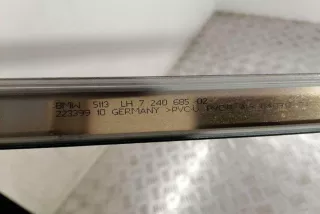 BMW 5113 LH 7 240 685 02
223799 10 GERMANY >PVC-U